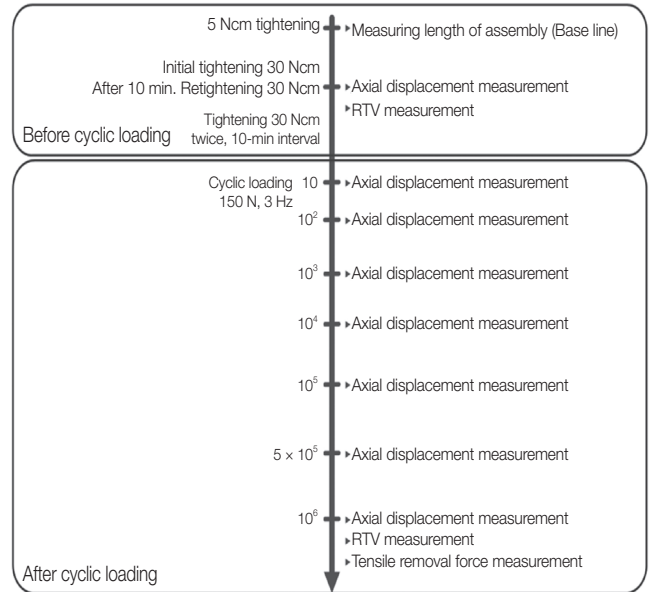 5 Ncm tightening ▸Measuring length of assembly (Base line)
Initial tightening 30 Ncm
After 10 min. Retightening 30 Ncm ▸Axial displacement measurement
▸RTV measurement
Tightening 30 Ncm
twice, 10-min interval
Before cyclic loading
Cyclic loading 10 ▸Axial displacement measurement
150 N, 3 Hz
10² ▸Axial displacement measurement
10³ ▸Axial displacement measurement
10⁴ ▸Axial displacement measurement
10⁵ ▸Axial displacement measurement
5 × 10⁵ ▸Axial displacement measurement
10⁶ ▸Axial displacement measurement
▸RTV measurement
▸Tensile removal force measurement
After cyclic loading